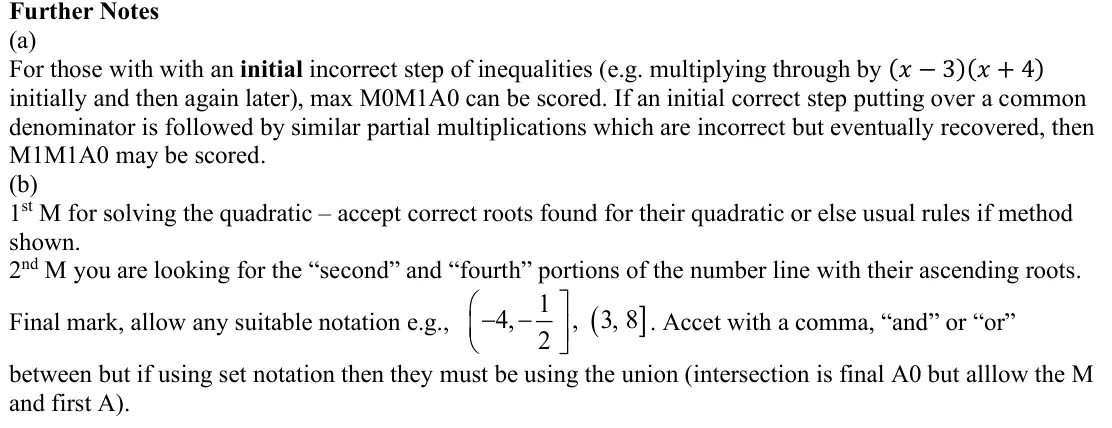 Further Notes
(a)
For those with with an initial incorrect step of inequalities (e.g. multiplying through by (x − 3)(x + 4)
initially and then again later), max M0M1A0 can be scored. If an initial correct step putting over a common
denominator is followed by similar partial multiplications which are incorrect but eventually recovered, then
M1M1A0 may be scored.
(b)
1st M for solving the quadratic – accept correct roots found for their quadratic or else usual rules if method
shown.
2nd M you are looking for the “second” and “fourth” portions of the number line with their ascending roots.
Final mark, allow any suitable notation e.g., (−4, −1/2], (3, 8]. Accet with a comma, “and” or “or”
between but if using set notation then they must be using the union (intersection is final A0 but alllow the M
and first A).